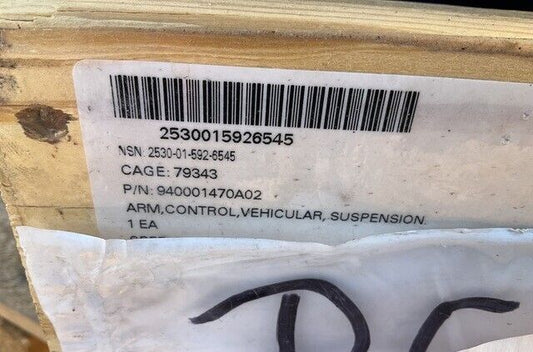 2530015926545
NSN: 2530-01-592-6545
CAGE: 79343
P/N: 940001470A02
ARM,CONTROL,VEHICULAR, SUSPENSION.
1 EA